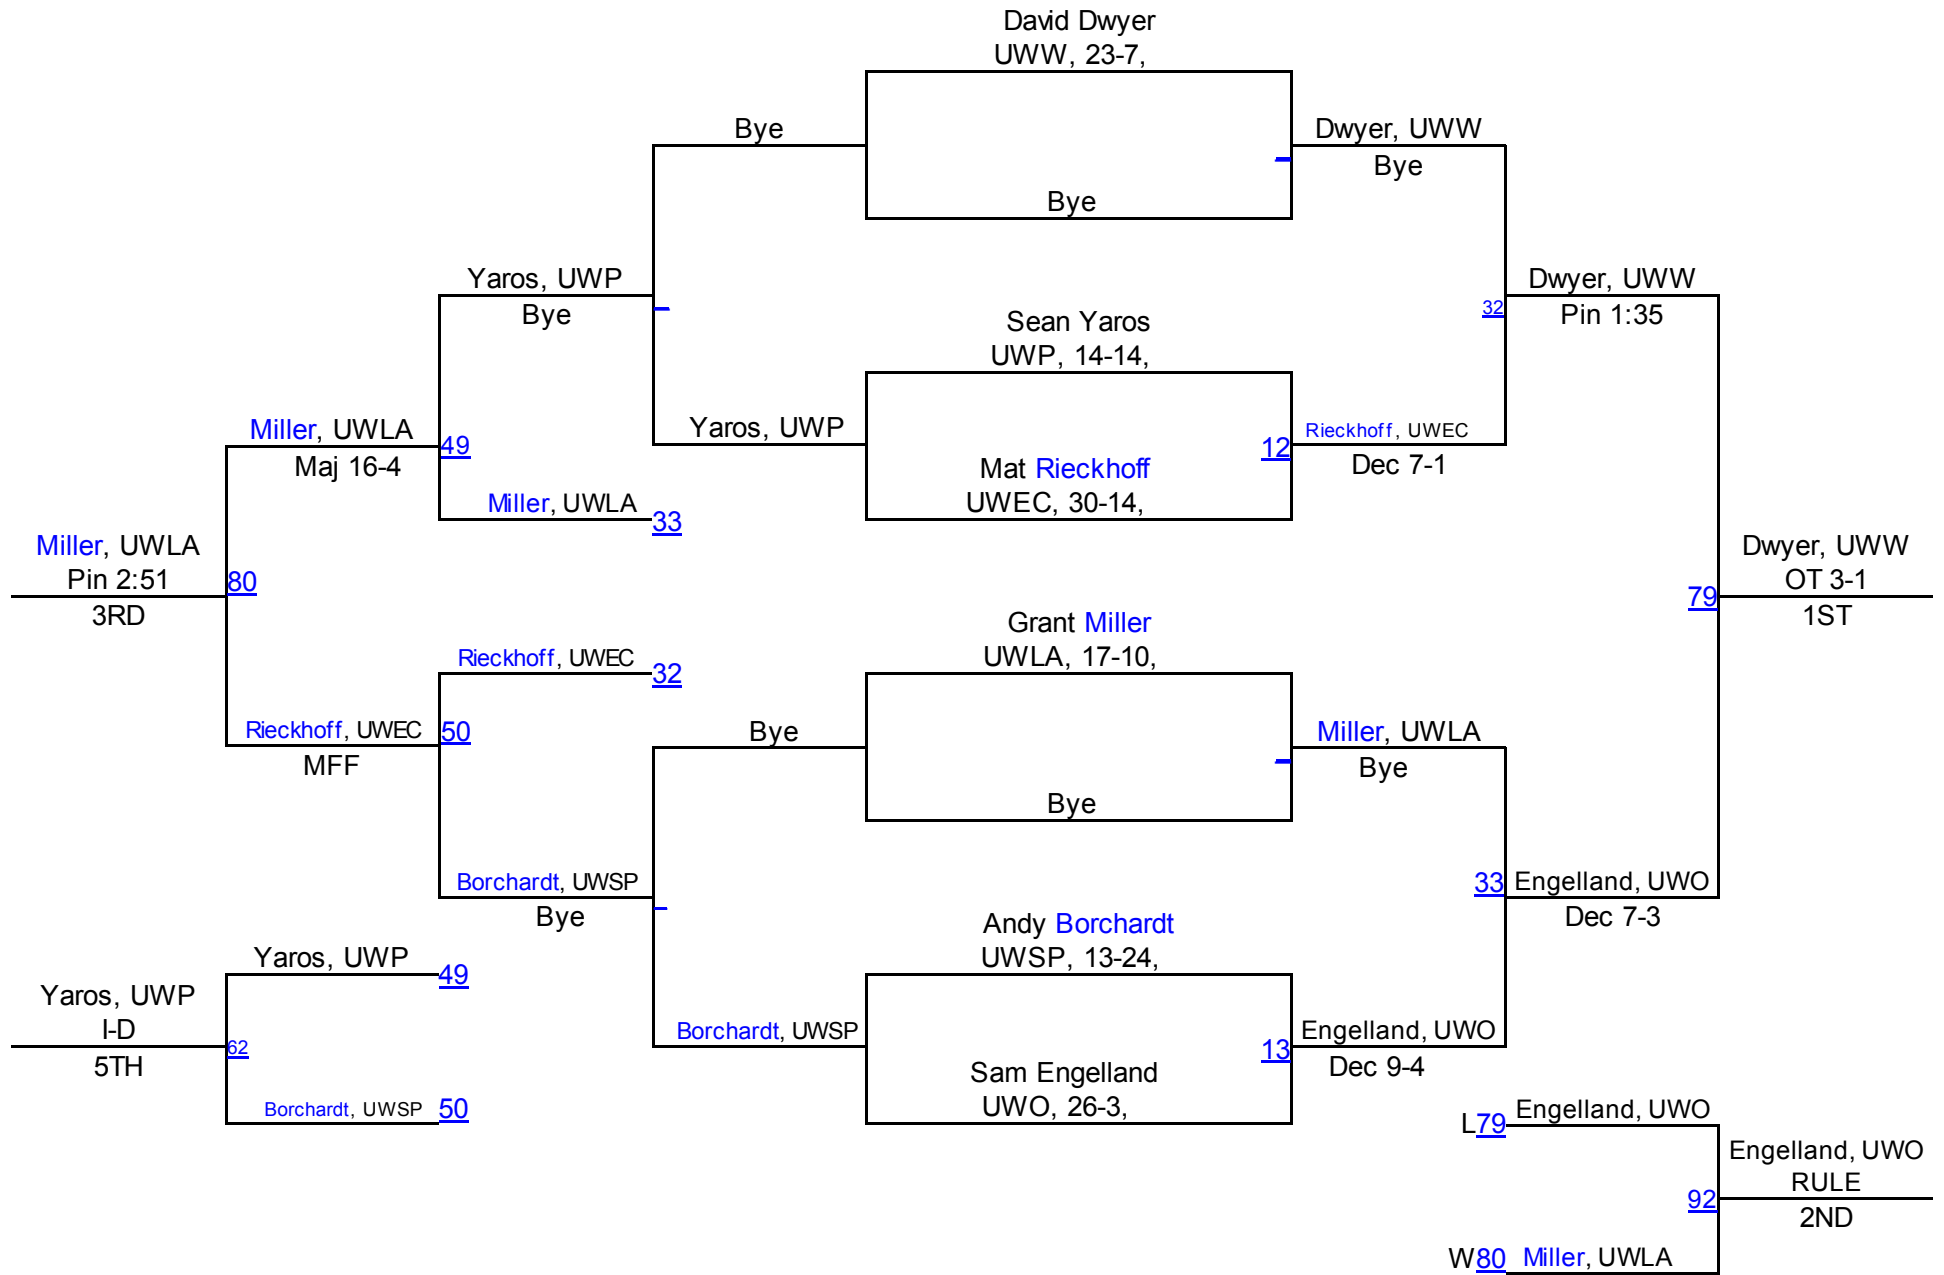 David Dwyer
UWW, 23-7,
Bye
Dwyer, UWW
Bye
Bye
Yaros, UWP
Bye
Dwyer, UWW
32
Pin 1:35
Sean Yaros
UWP, 14-14,
Miller, UWLA
49
Maj 16-4
Yaros, UWP
12
Rieckhoff, UWEC
Dec 7-1
Mat Rieckhoff
UWEC, 30-14,
Miller, UWLA
33
Miller, UWLA
Pin 2:51
80
3RD
Dwyer, UWW
OT 3-1
79
1ST
Grant Miller
UWLA, 17-10,
Rieckhoff, UWEC
32
Rieckhoff, UWEC
50
MFF
Bye
Miller, UWLA
Bye
Bye
Borchardt, UWSP
Bye
33
Engelland, UWO
Dec 7-3
Andy Borchardt
UWSP, 13-24,
Yaros, UWP
49
Yaros, UWP
I-D
62
5TH
Borchardt, UWSP
13
Engelland, UWO
Dec 9-4
Sam Engelland
UWO, 26-3,
Borchardt, UWSP
50
L79
Engelland, UWO
Engelland, UWO
RULE
92
2ND
W80
Miller, UWLA